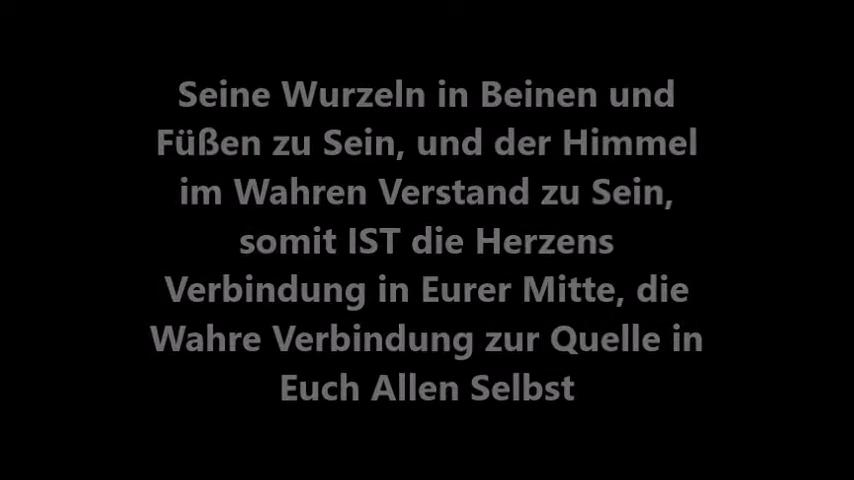 Seine Wurzeln in Beinen und
Füßen zu Sein, und der Himmel
im Wahren Verstand zu Sein,
somit IST die Herzens
Verbindung in Eurer Mitte, die
Wahre Verbindung zur Quelle in
Euch Allen Selbst